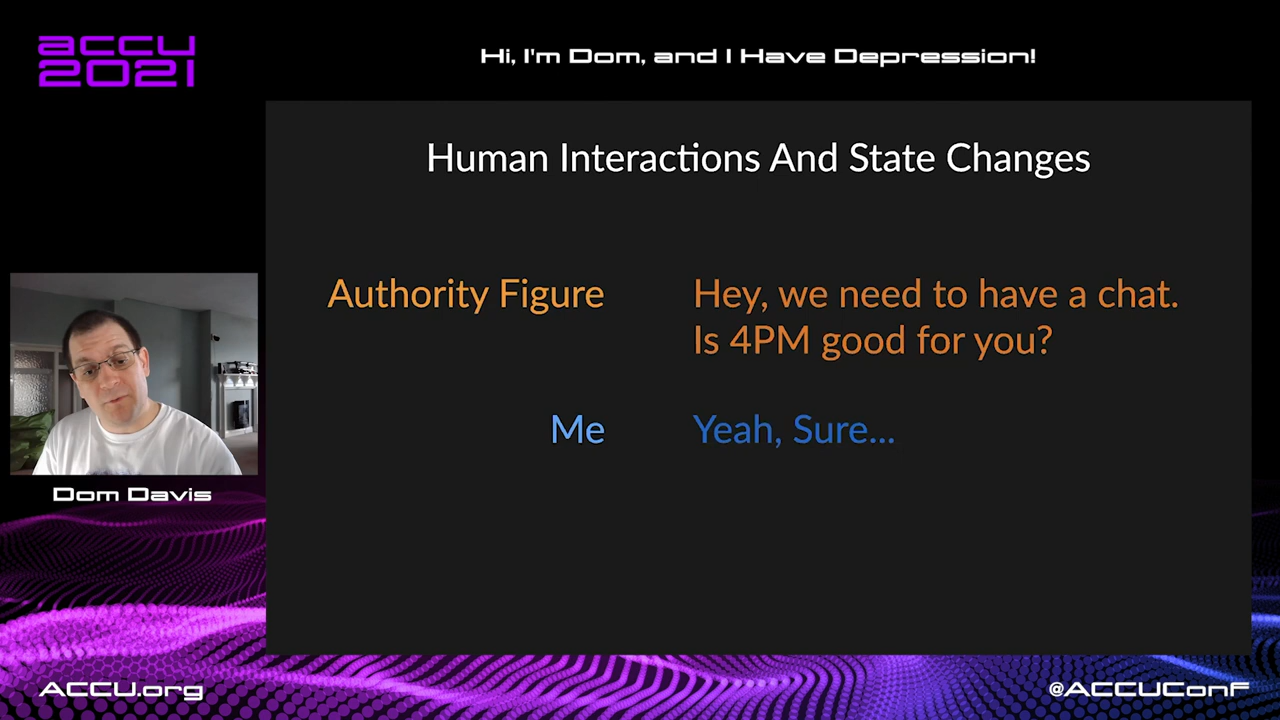 accu
2021
Hi, I'm Dom, and I Have Depression!
Human Interactions And State Changes
Authority Figure
Hey, we need to have a chat.
Is 4PM good for you?
Me
Yeah, Sure...
Dom Davis
ACCU.org
@ACCUConf